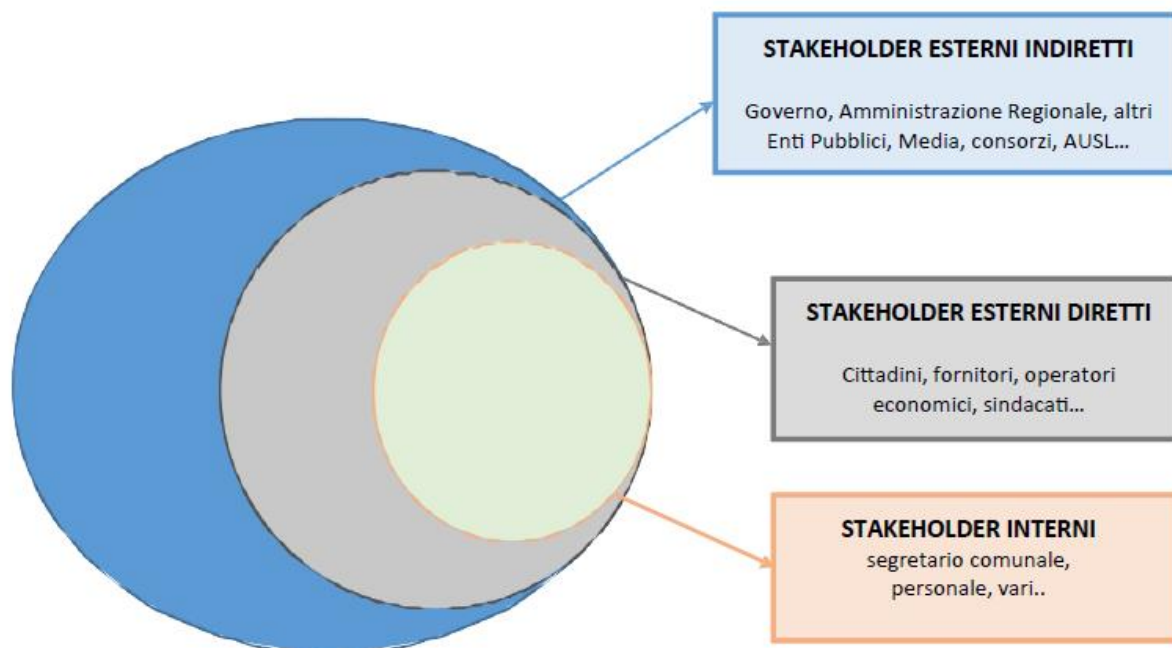 STAKEHOLDER ESTERNI INDIRETTI
Governo, Amministrazione Regionale, altri
Enti Pubblici, Media, consorzi, AUSL...
STAKEHOLDER ESTERNI DIRETTI
Cittadini, fornitori, operatori
economici, sindacati...
STAKEHOLDER INTERNI
segretario comunale,
personale, vari..